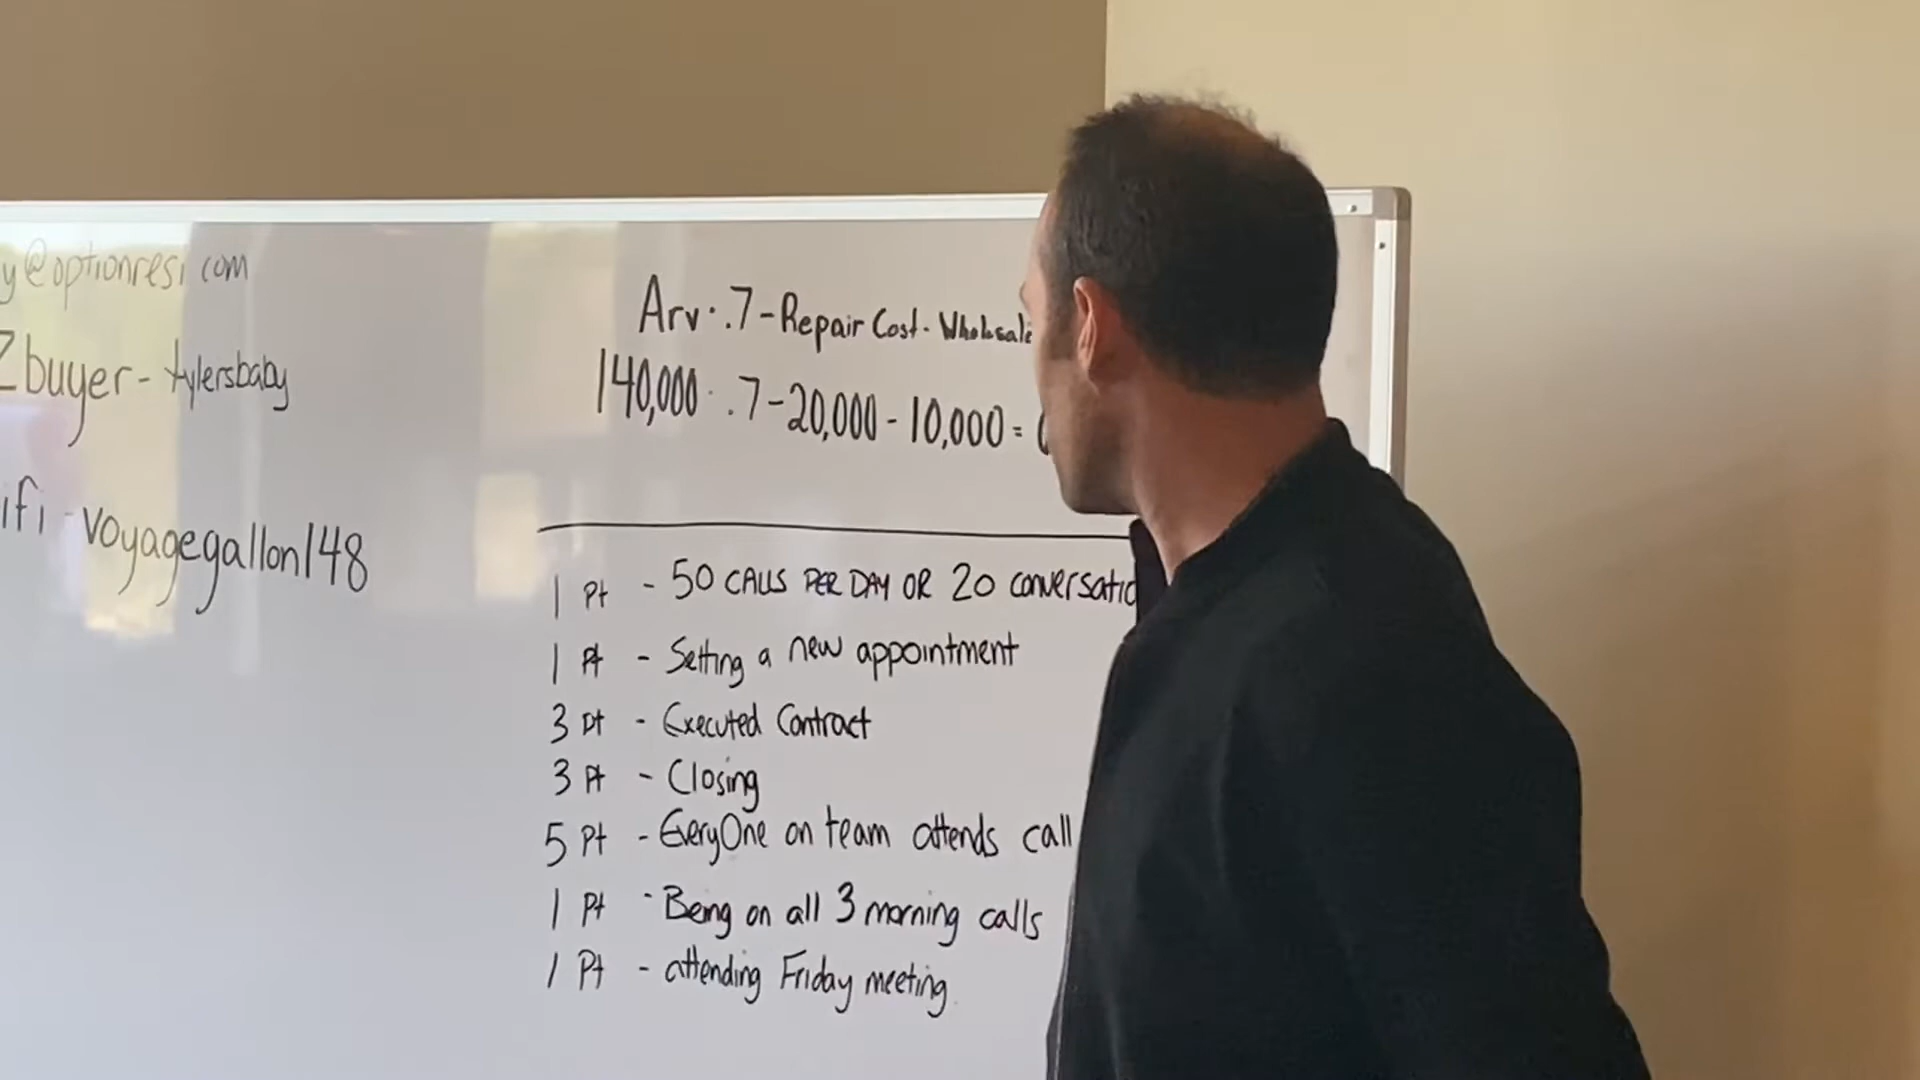 y@optionresi.com
Zbuyer - tylersbaby
ifi - voyagegallon148
Arv · .7 - Repair Cost - Wholesale
140,000 · .7 - 20,000 - 10,000 =
1 Pt - 50 CALLS PER DAY OR 20 conversatio
1 Pt - Setting a new appointment
3 Pt - Executed Contract
3 Pt - Closing
5 Pt - EveryOne on team attends call
1 Pt - Being on all 3 morning calls
1 Pt - attending Friday meeting